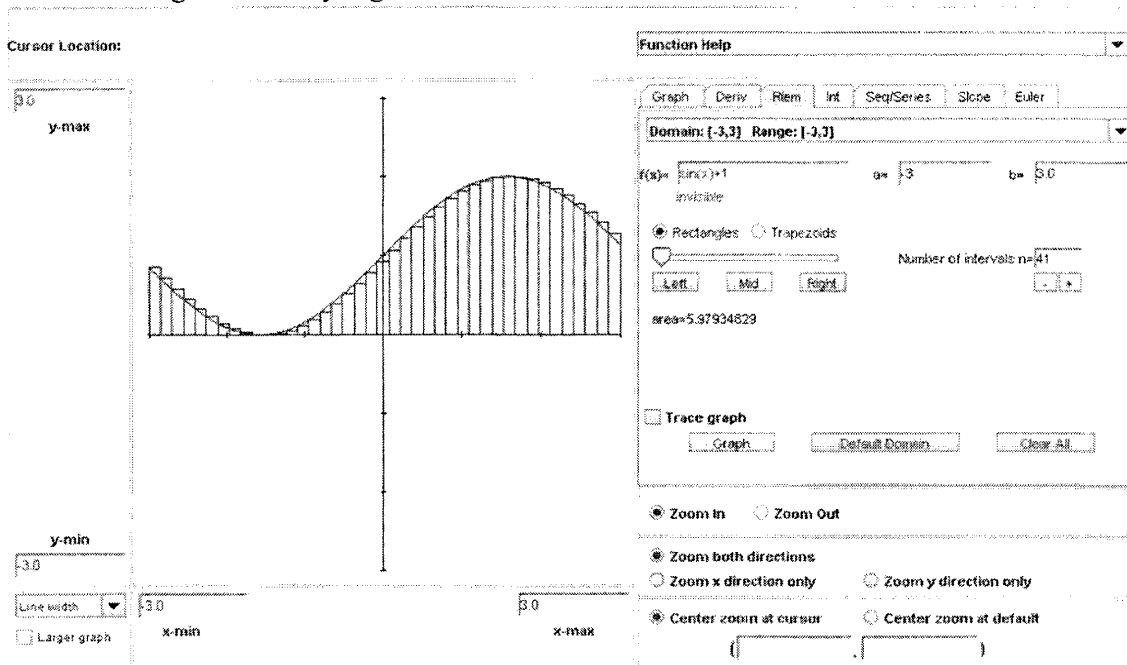 Cursor Location:
Function Help
3.0
y-max
Graph Deriv Riem Int Seq/Series Slope Euler
Domain: [-3,3] Range: [-3,3]
f(x)= sin(x)+1 a= -3 b= 3.0
invisible
Rectangles Trapezoids
Number of intervals n= 41
Left Mid Right
- +
area=5.97934829
Trace graph
Graph Default Domain Clear All
Zoom In Zoom Out
y-min
-3.0
Zoom both directions
Zoom x direction only Zoom y direction only
Line width
-3.0 3.0
Larger graph
x-min x-max
Center zoom at cursor Center zoom at default
( , )